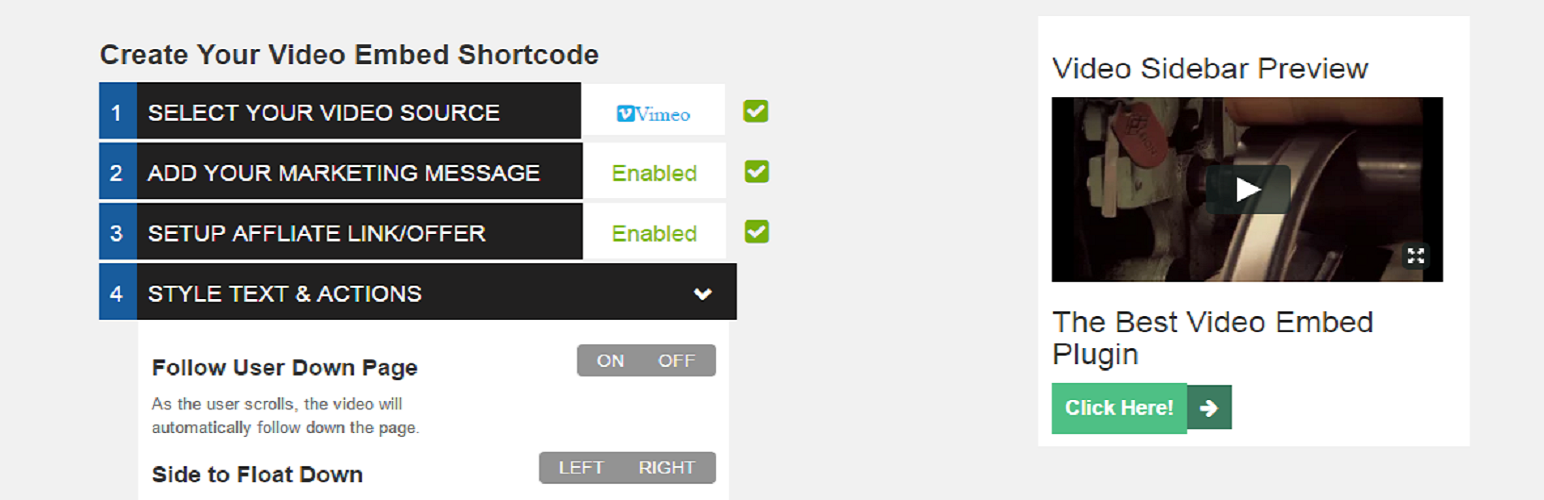 Create Your Video Embed Shortcode
1 SELECT YOUR VIDEO SOURCE Vimeo
2 ADD YOUR MARKETING MESSAGE Enabled
3 SETUP AFFLIATE LINK/OFFER Enabled
4 STYLE TEXT & ACTIONS
Follow User Down Page ON OFF
As the user scrolls, the video will
automatically follow down the page.
Side to Float Down LEFT RIGHT
Video Sidebar Preview
The Best Video Embed
Plugin
Click Here!